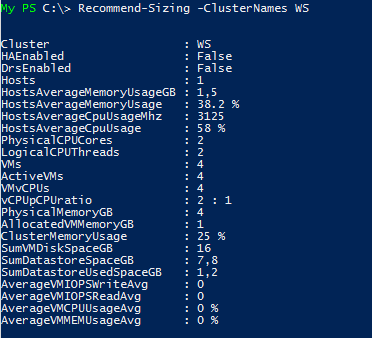 My PS C:\> Recommend-Sizing -ClusterNames WS
Cluster : WS
HAEnabled : False
DrsEnabled : False
Hosts : 1
HostsAverageMemoryUsageGB : 1,5
HostsAverageMemoryUsage : 38.2 %
HostsAverageCpuUsageMhz : 3125
HostsAverageCpuUsage : 58 %
PhysicalCPUCores : 2
LogicalCPUThreads : 2
VMs : 4
ActiveVMs : 4
VMvCPUs : 4
vCPUpCPUratio : 2 : 1
PhysicalMemoryGB : 4
AllocatedVMMemoryGB : 1
ClusterMemoryUsage : 25 %
SumVMDiskSpaceGB : 16
SumDatastoreSpaceGB : 7,8
SumDatastoreUsedSpaceGB : 1,2
AverageVMIOPSWriteAvg : 0
AverageVMIOPSReadAvg : 0
AverageVMCPUUsageAvg : 0 %
AverageVMMEMUsageAvg : 0 %